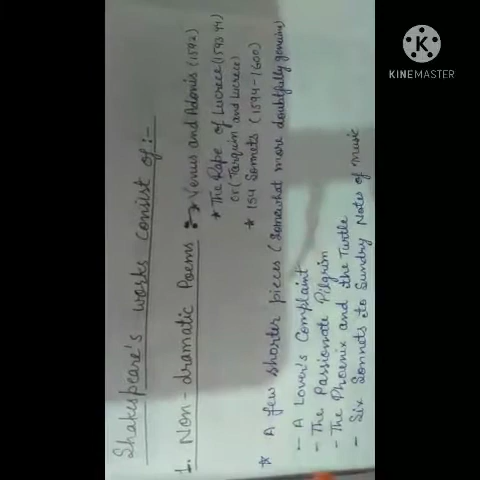 Shakespeare's works consist of :-
1. Non-dramatic Poems :→ * Venus and Adonis (1592)
* The Rape of Lucrece (1593-94)
or (Tarquin and Lucrece)
* 154 Sonnets (1594-1600)
* A few shorter pieces (Somewhat more doubtfully genuine)
- A Lover's Complaint
- The Passionate Pilgrim
- The Phoenix and the Turtle
- Six Sonnets to Sundry Notes of Music
K
KINEMASTER